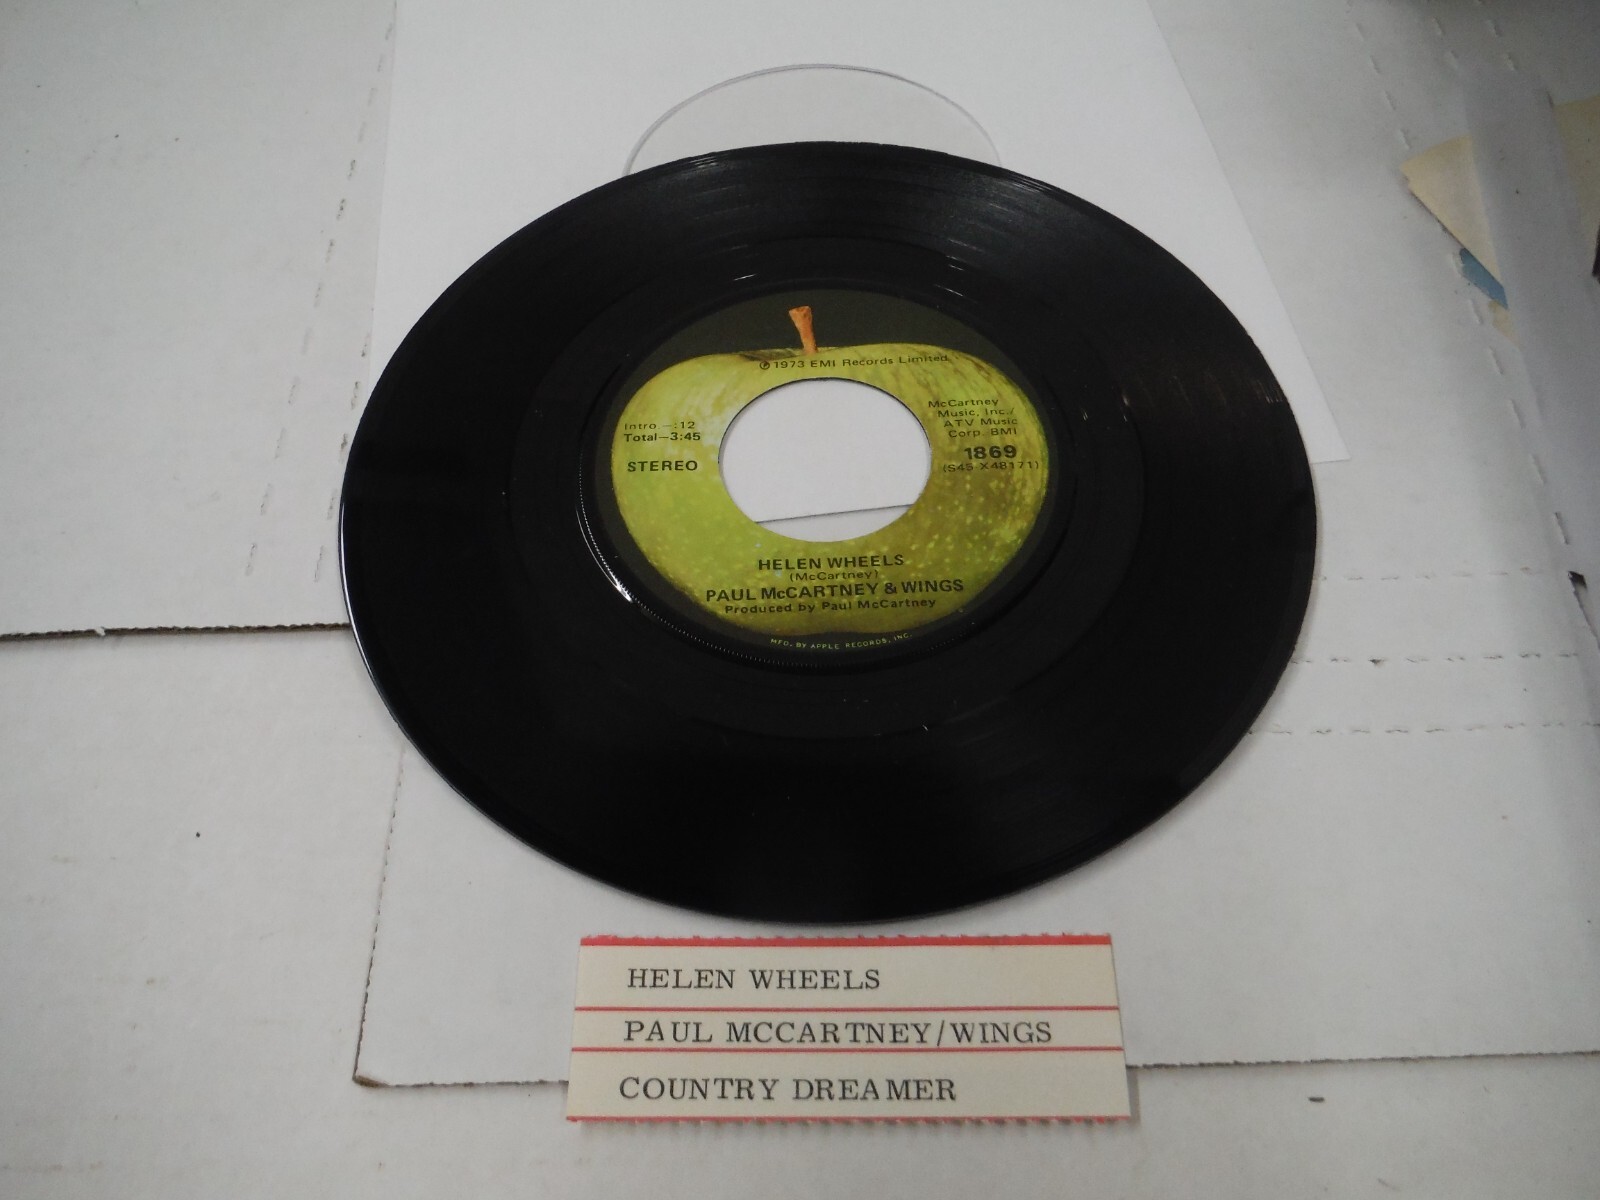 ℗1973 EMI Records Limited
Intro.—:12
Total—3:45
STEREO
McCartney
Music, Inc./
ATV Music
Corp. BMI
1869
(S45-X48171)
HELEN WHEELS
(McCartney)
PAUL McCARTNEY & WINGS
Produced by Paul McCartney
MFD. BY APPLE RECORDS, INC.
HELEN WHEELS
PAUL MCCARTNEY/WINGS
COUNTRY DREAMER